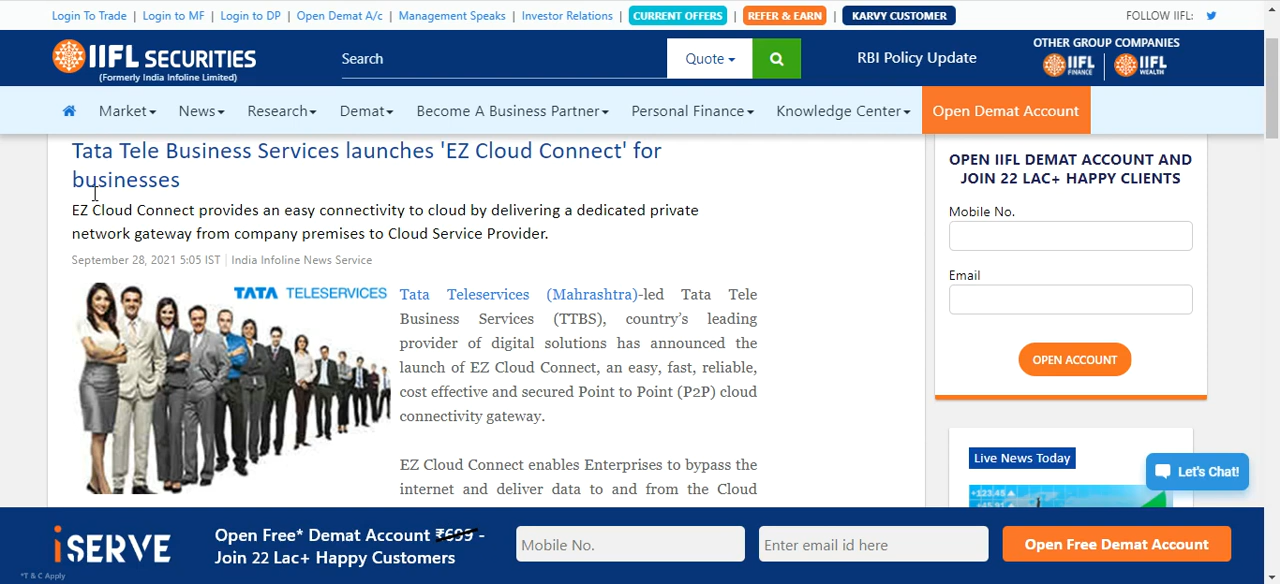 Login To Trade | Login to MF | Login to DP | Open Demat A/c | Management Speaks | Investor Relations | CURRENT OFFERS | REFER & EARN | KARVY CUSTOMER FOLLOW IIFL:
IIFL SECURITIES
(Formerly India Infoline Limited)
Search
Quote
RBI Policy Update
OTHER GROUP COMPANIES
IIFL FINANCE
IIFL WEALTH
Market News Research Demat Become A Business Partner Personal Finance Knowledge Center Open Demat Account
Tata Tele Business Services launches 'EZ Cloud Connect' for
businesses
EZ Cloud Connect provides an easy connectivity to cloud by delivering a dedicated private
network gateway from company premises to Cloud Service Provider.
September 28, 2021 5:05 IST | India Infoline News Service
TATA TELESERVICES
Tata Teleservices (Mahrashtra)-led Tata Tele
Business Services (TTBS), country's leading
provider of digital solutions has announced the
launch of EZ Cloud Connect, an easy, fast, reliable,
cost effective and secured Point to Point (P2P) cloud
connectivity gateway.
EZ Cloud Connect enables Enterprises to bypass the
internet and deliver data to and from the Cloud
OPEN IIFL DEMAT ACCOUNT AND
JOIN 22 LAC+ HAPPY CLIENTS
Mobile No.
Email
OPEN ACCOUNT
Live News Today
+123.45
Let's Chat!
iSERVE
*T & C Apply
Open Free* Demat Account ₹699 -
Join 22 Lac+ Happy Customers
Mobile No.
Enter email id here
Open Free Demat Account